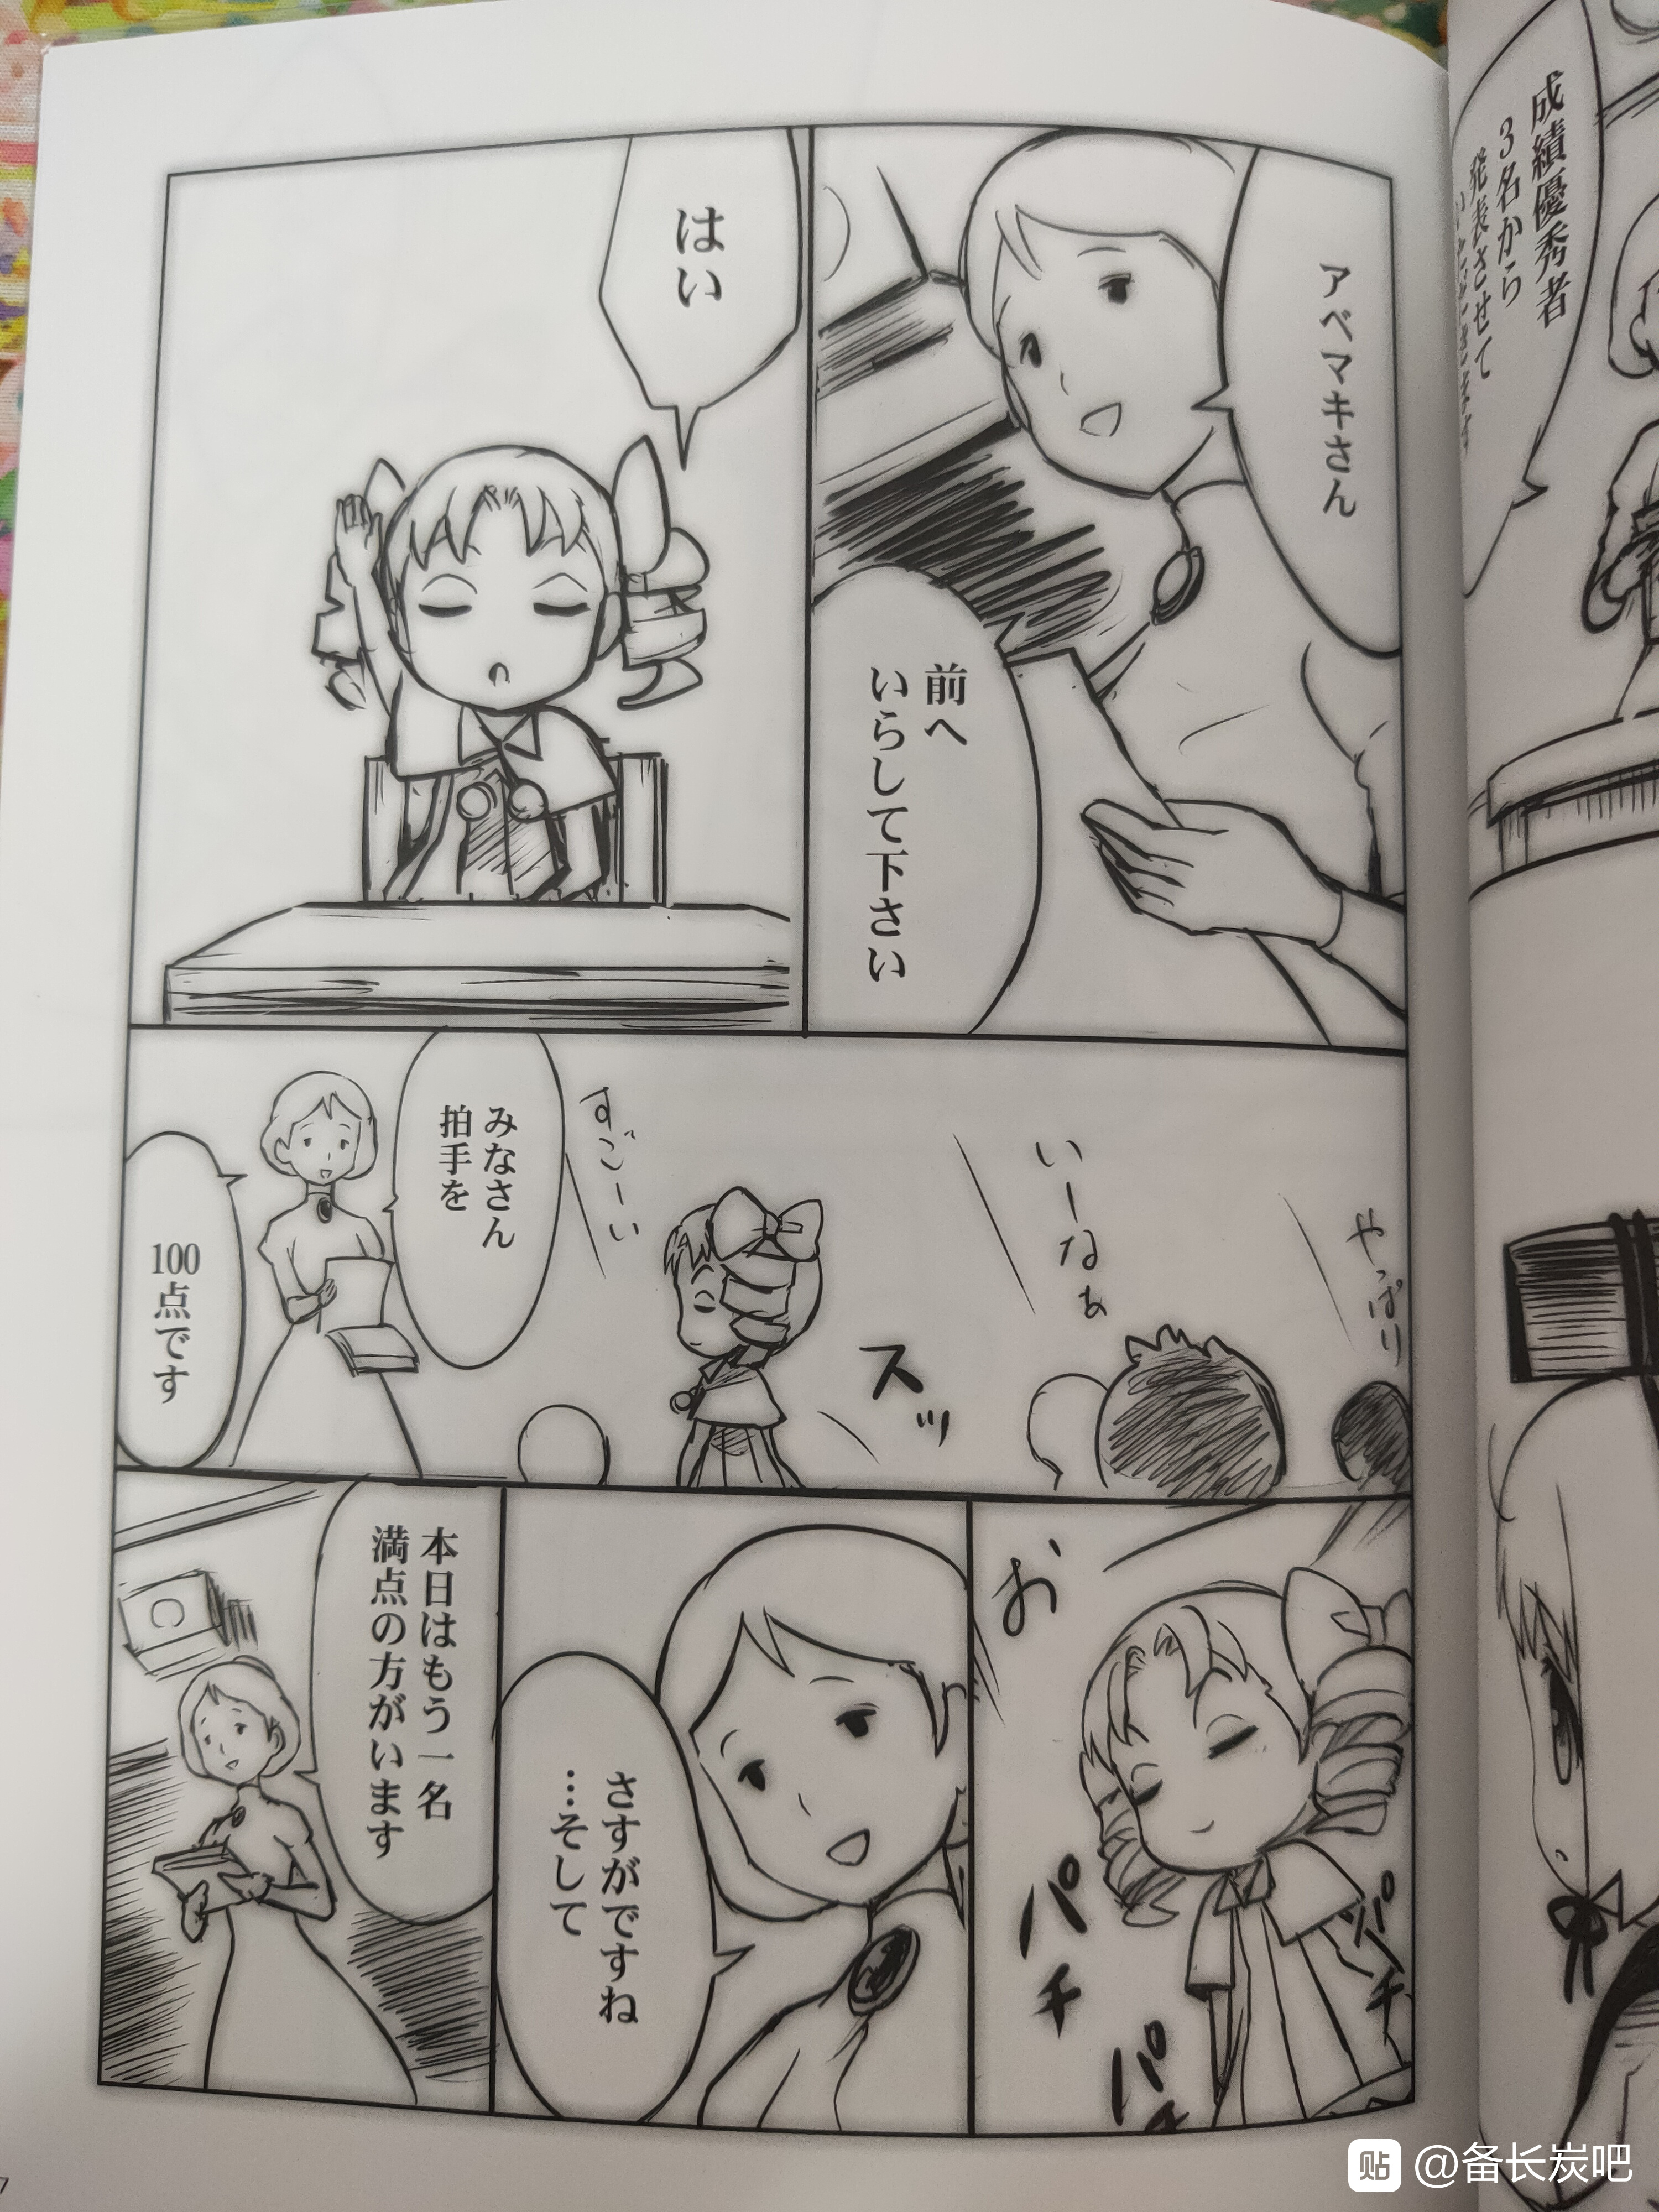 成績優秀者
3名から
発表させて
アベマキさん
前へ
いらして下さい
はい
やっぱり
いーなぁ
スッ
すごーい
みなさん
拍手を
100点です
お
パチ
パチ
パチ
さすがですね
…そして
本日はもう一名
満点の方がいます
7
貼 @备长炭吧